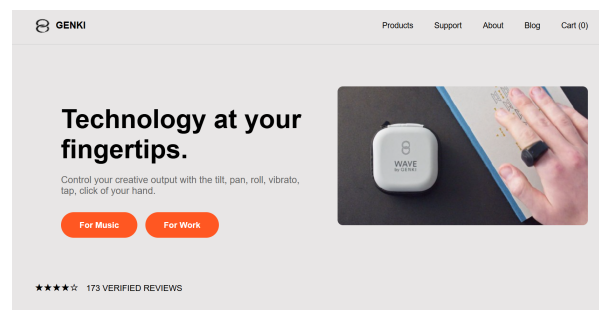 GENKI
Products Support About Blog Cart (0)
Technology at your
fingertips.
Control your creative output with the tilt, pan, roll, vibrato,
tap, click of your hand.
WAVE
by GENKI
For Music For Work
★★★★☆ 173 VERIFIED REVIEWS